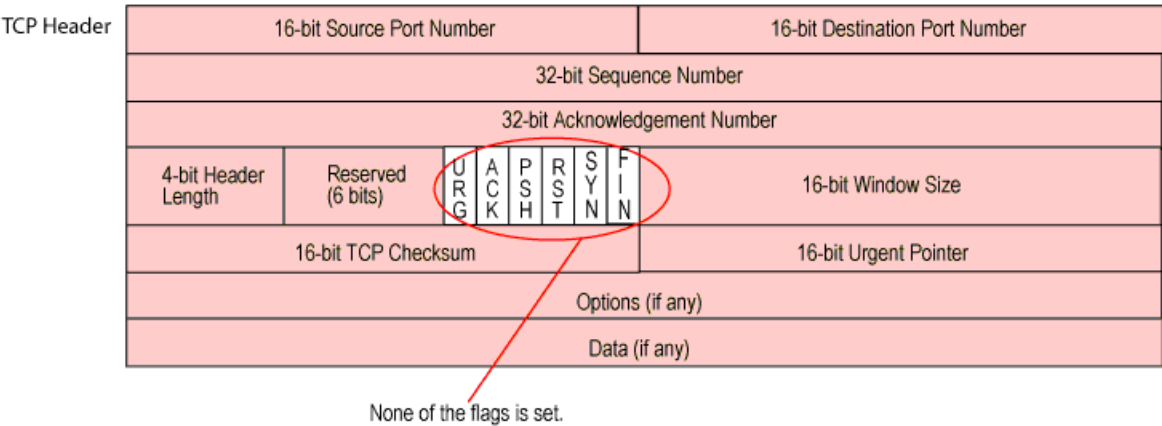 TCP Header
16-bit Source Port Number
16-bit Destination Port Number
32-bit Sequence Number
32-bit Acknowledgement Number
4-bit Header
Length
Reserved
(6 bits)
URG
ACK
PSH
RST
SYN
FIN
16-bit Window Size
16-bit TCP Checksum
16-bit Urgent Pointer
Options (if any)
Data (if any)
None of the flags is set.